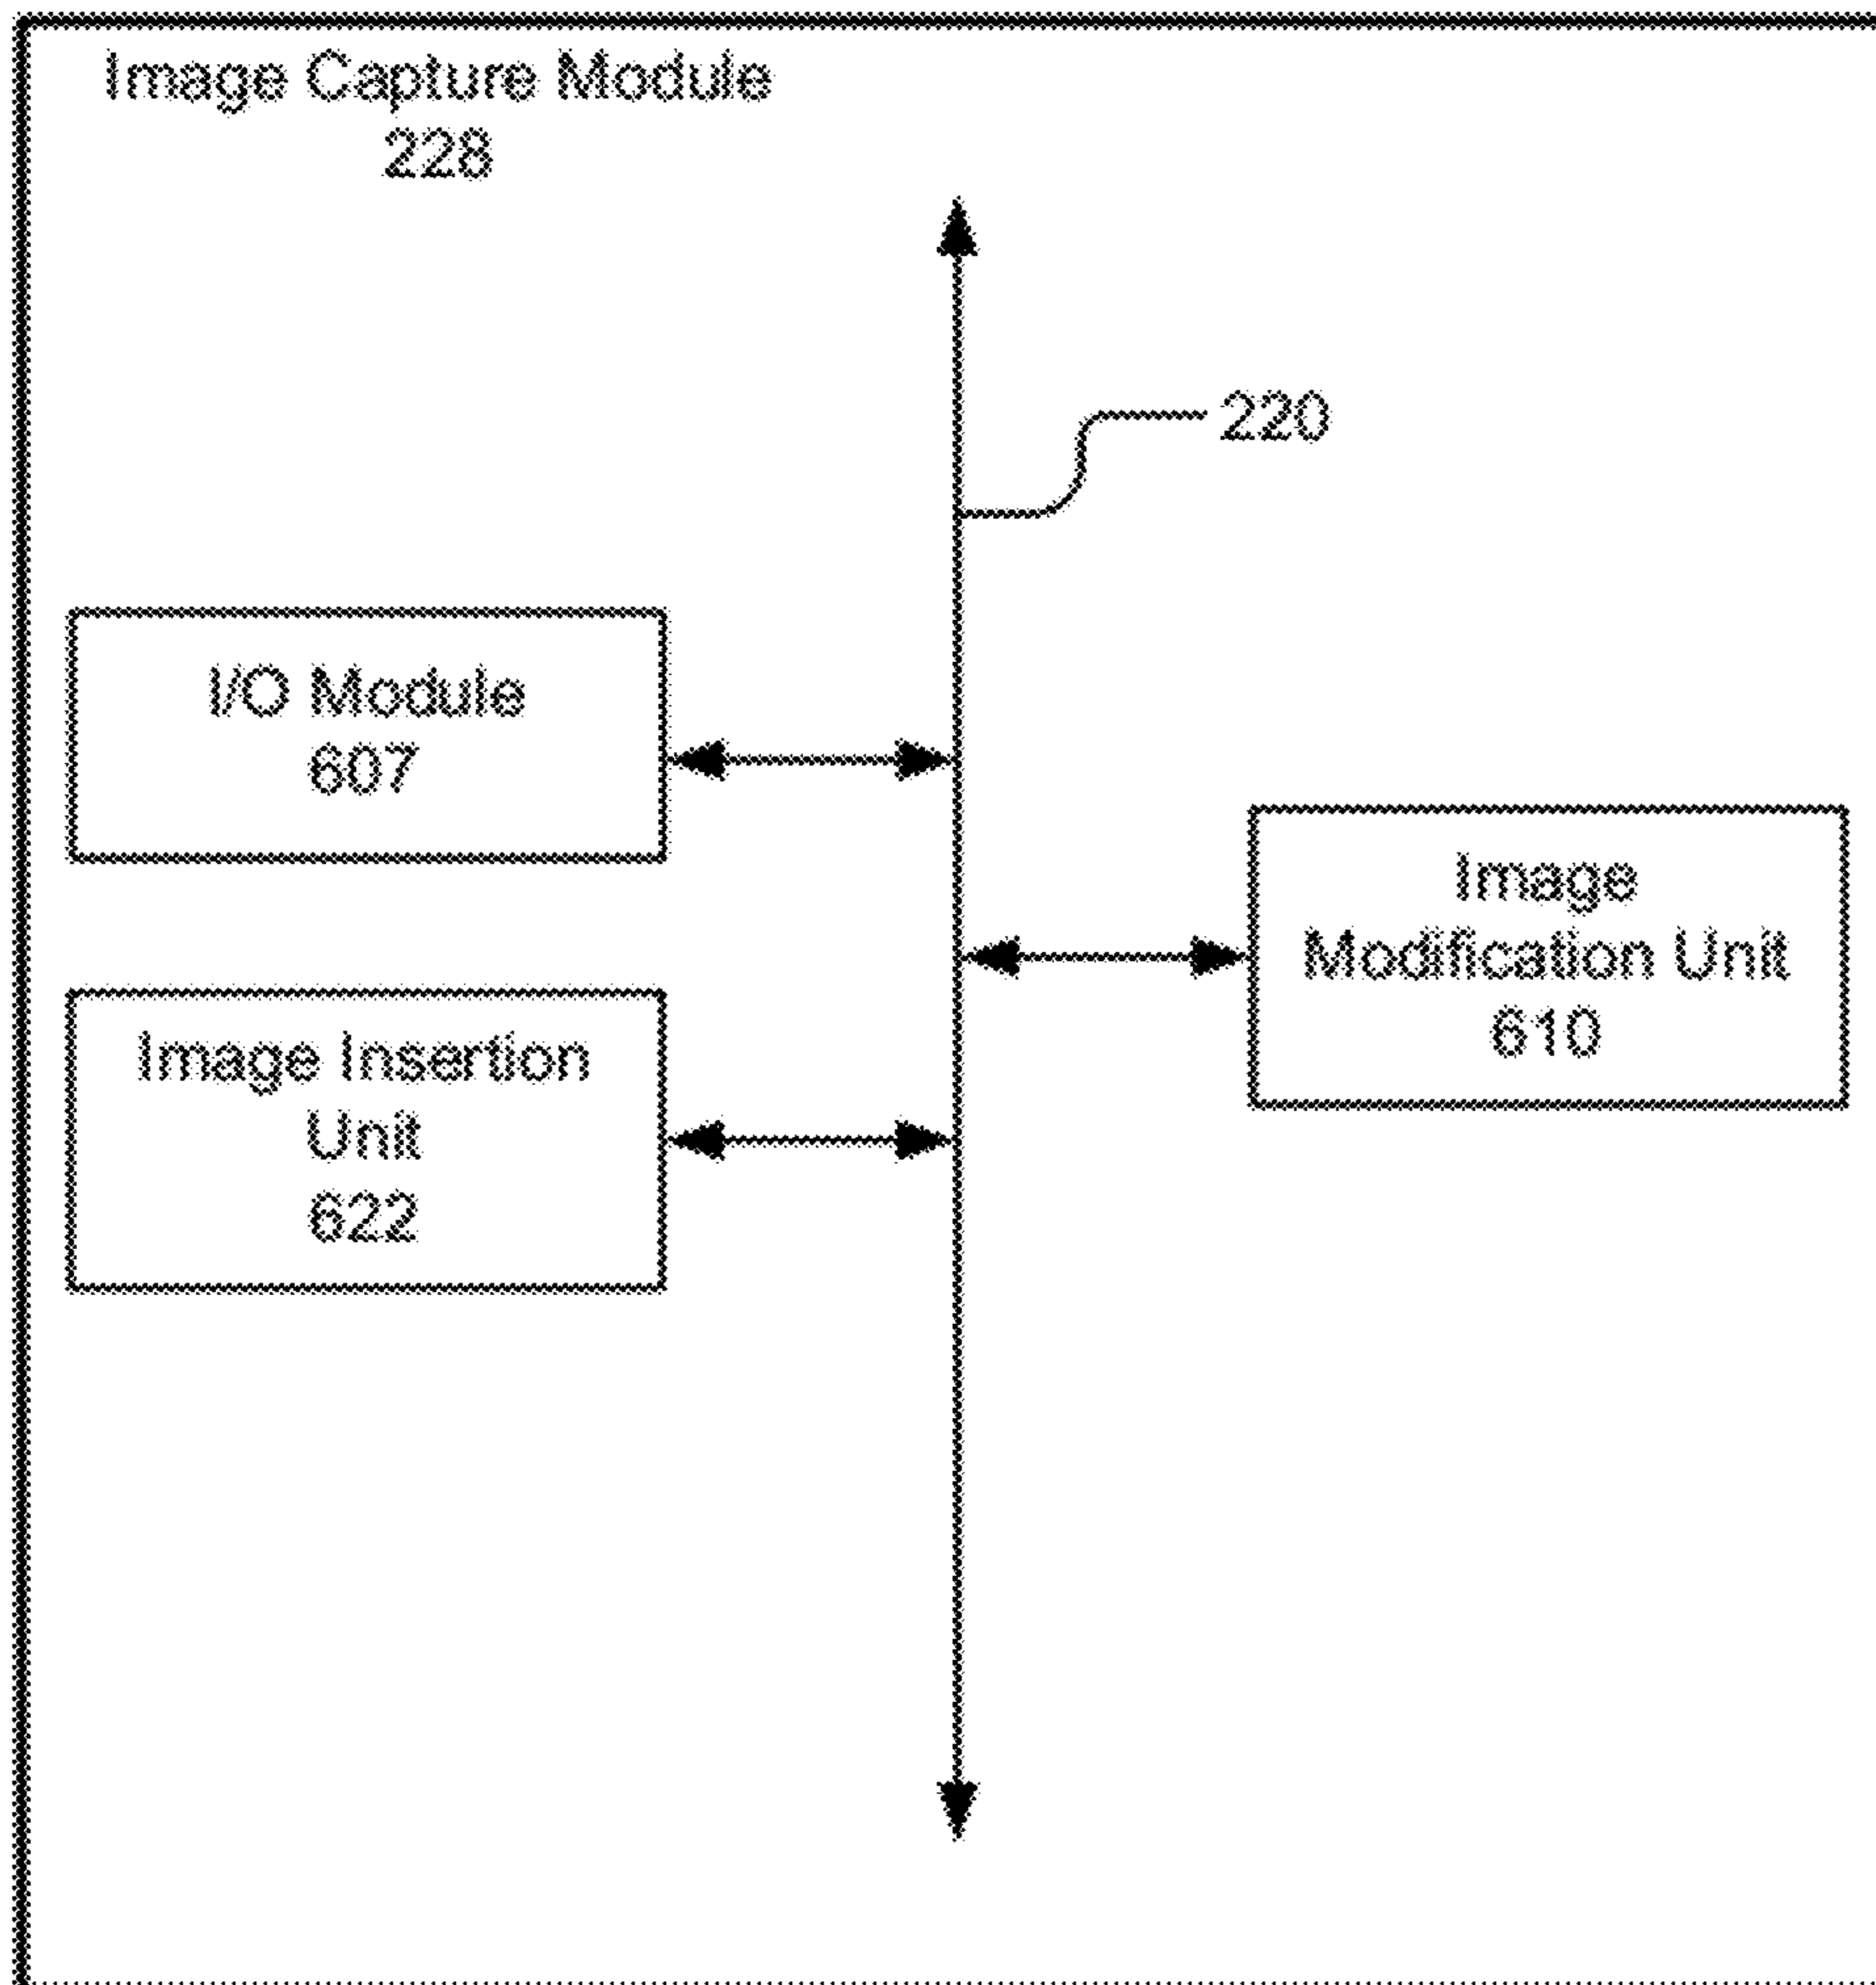 Image Capture Module
228
220
I/O Module
607
Image
Modification Unit
610
Image Insertion
Unit
622